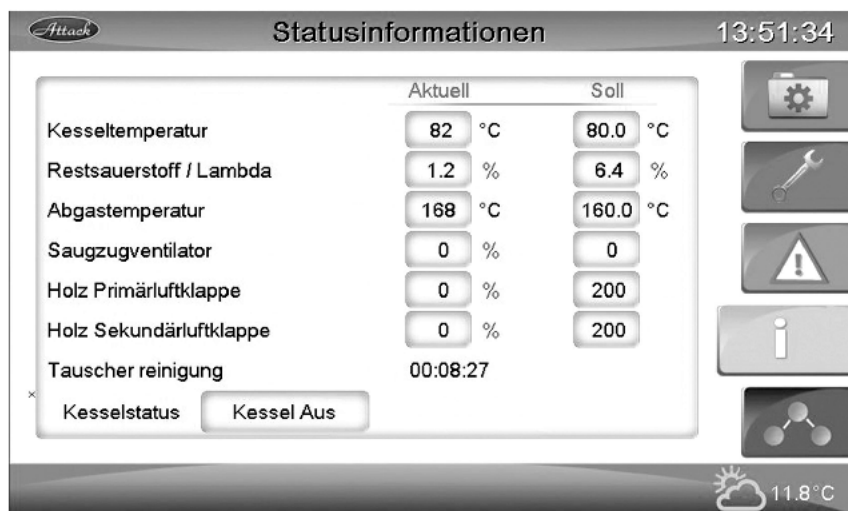 Attack Statusinformationen 13:51:34
Aktuell Soll
Kesseltemperatur 82 °C 80.0 °C
Restsauerstoff / Lambda 1.2 % 6.4 %
Abgastemperatur 168 °C 160.0 °C
Saugzugventilator 0 % 0
Holz Primärluftklappe 0 % 200
Holz Sekundärluftklappe 0 % 200
Tauscher reinigung 00:08:27
Kesselstatus Kessel Aus
11.8°C